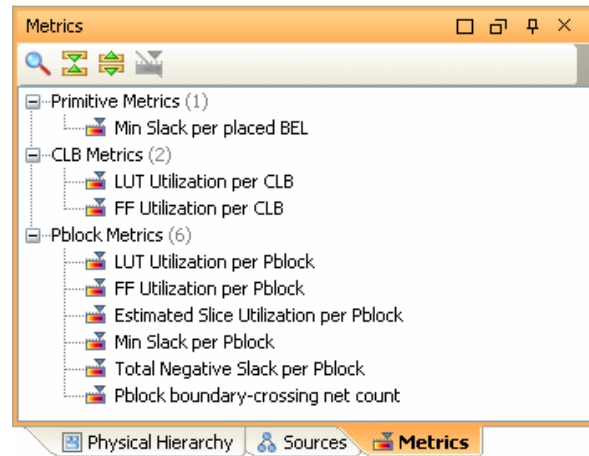 Metrics
Primitive Metrics (1)
Min Slack per placed BEL
CLB Metrics (2)
LUT Utilization per CLB
FF Utilization per CLB
Pblock Metrics (6)
LUT Utilization per Pblock
FF Utilization per Pblock
Estimated Slice Utilization per Pblock
Min Slack per Pblock
Total Negative Slack per Pblock
Pblock boundary-crossing net count
Physical Hierarchy Sources Metrics